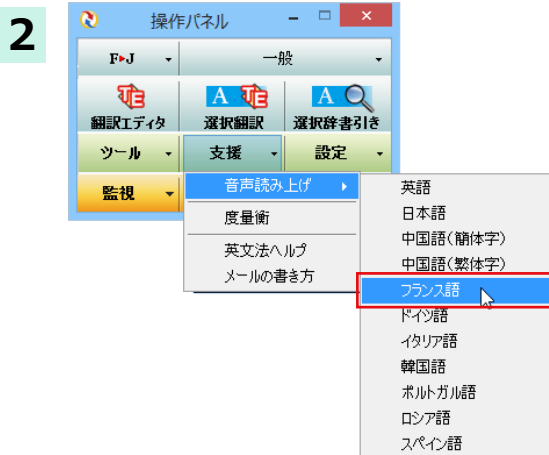 2
操作パネル
F▸J 一般
翻訳エディタ 選択翻訳 選択辞書引き
ツール 支援 設定
監視
音声読み上げ
度量衡
英文法ヘルプ
メールの書き方
英語
日本語
中国語(簡体字)
中国語(繁体字)
フランス語
ドイツ語
イタリア語
韓国語
ポルトガル語
ロシア語
スペイン語